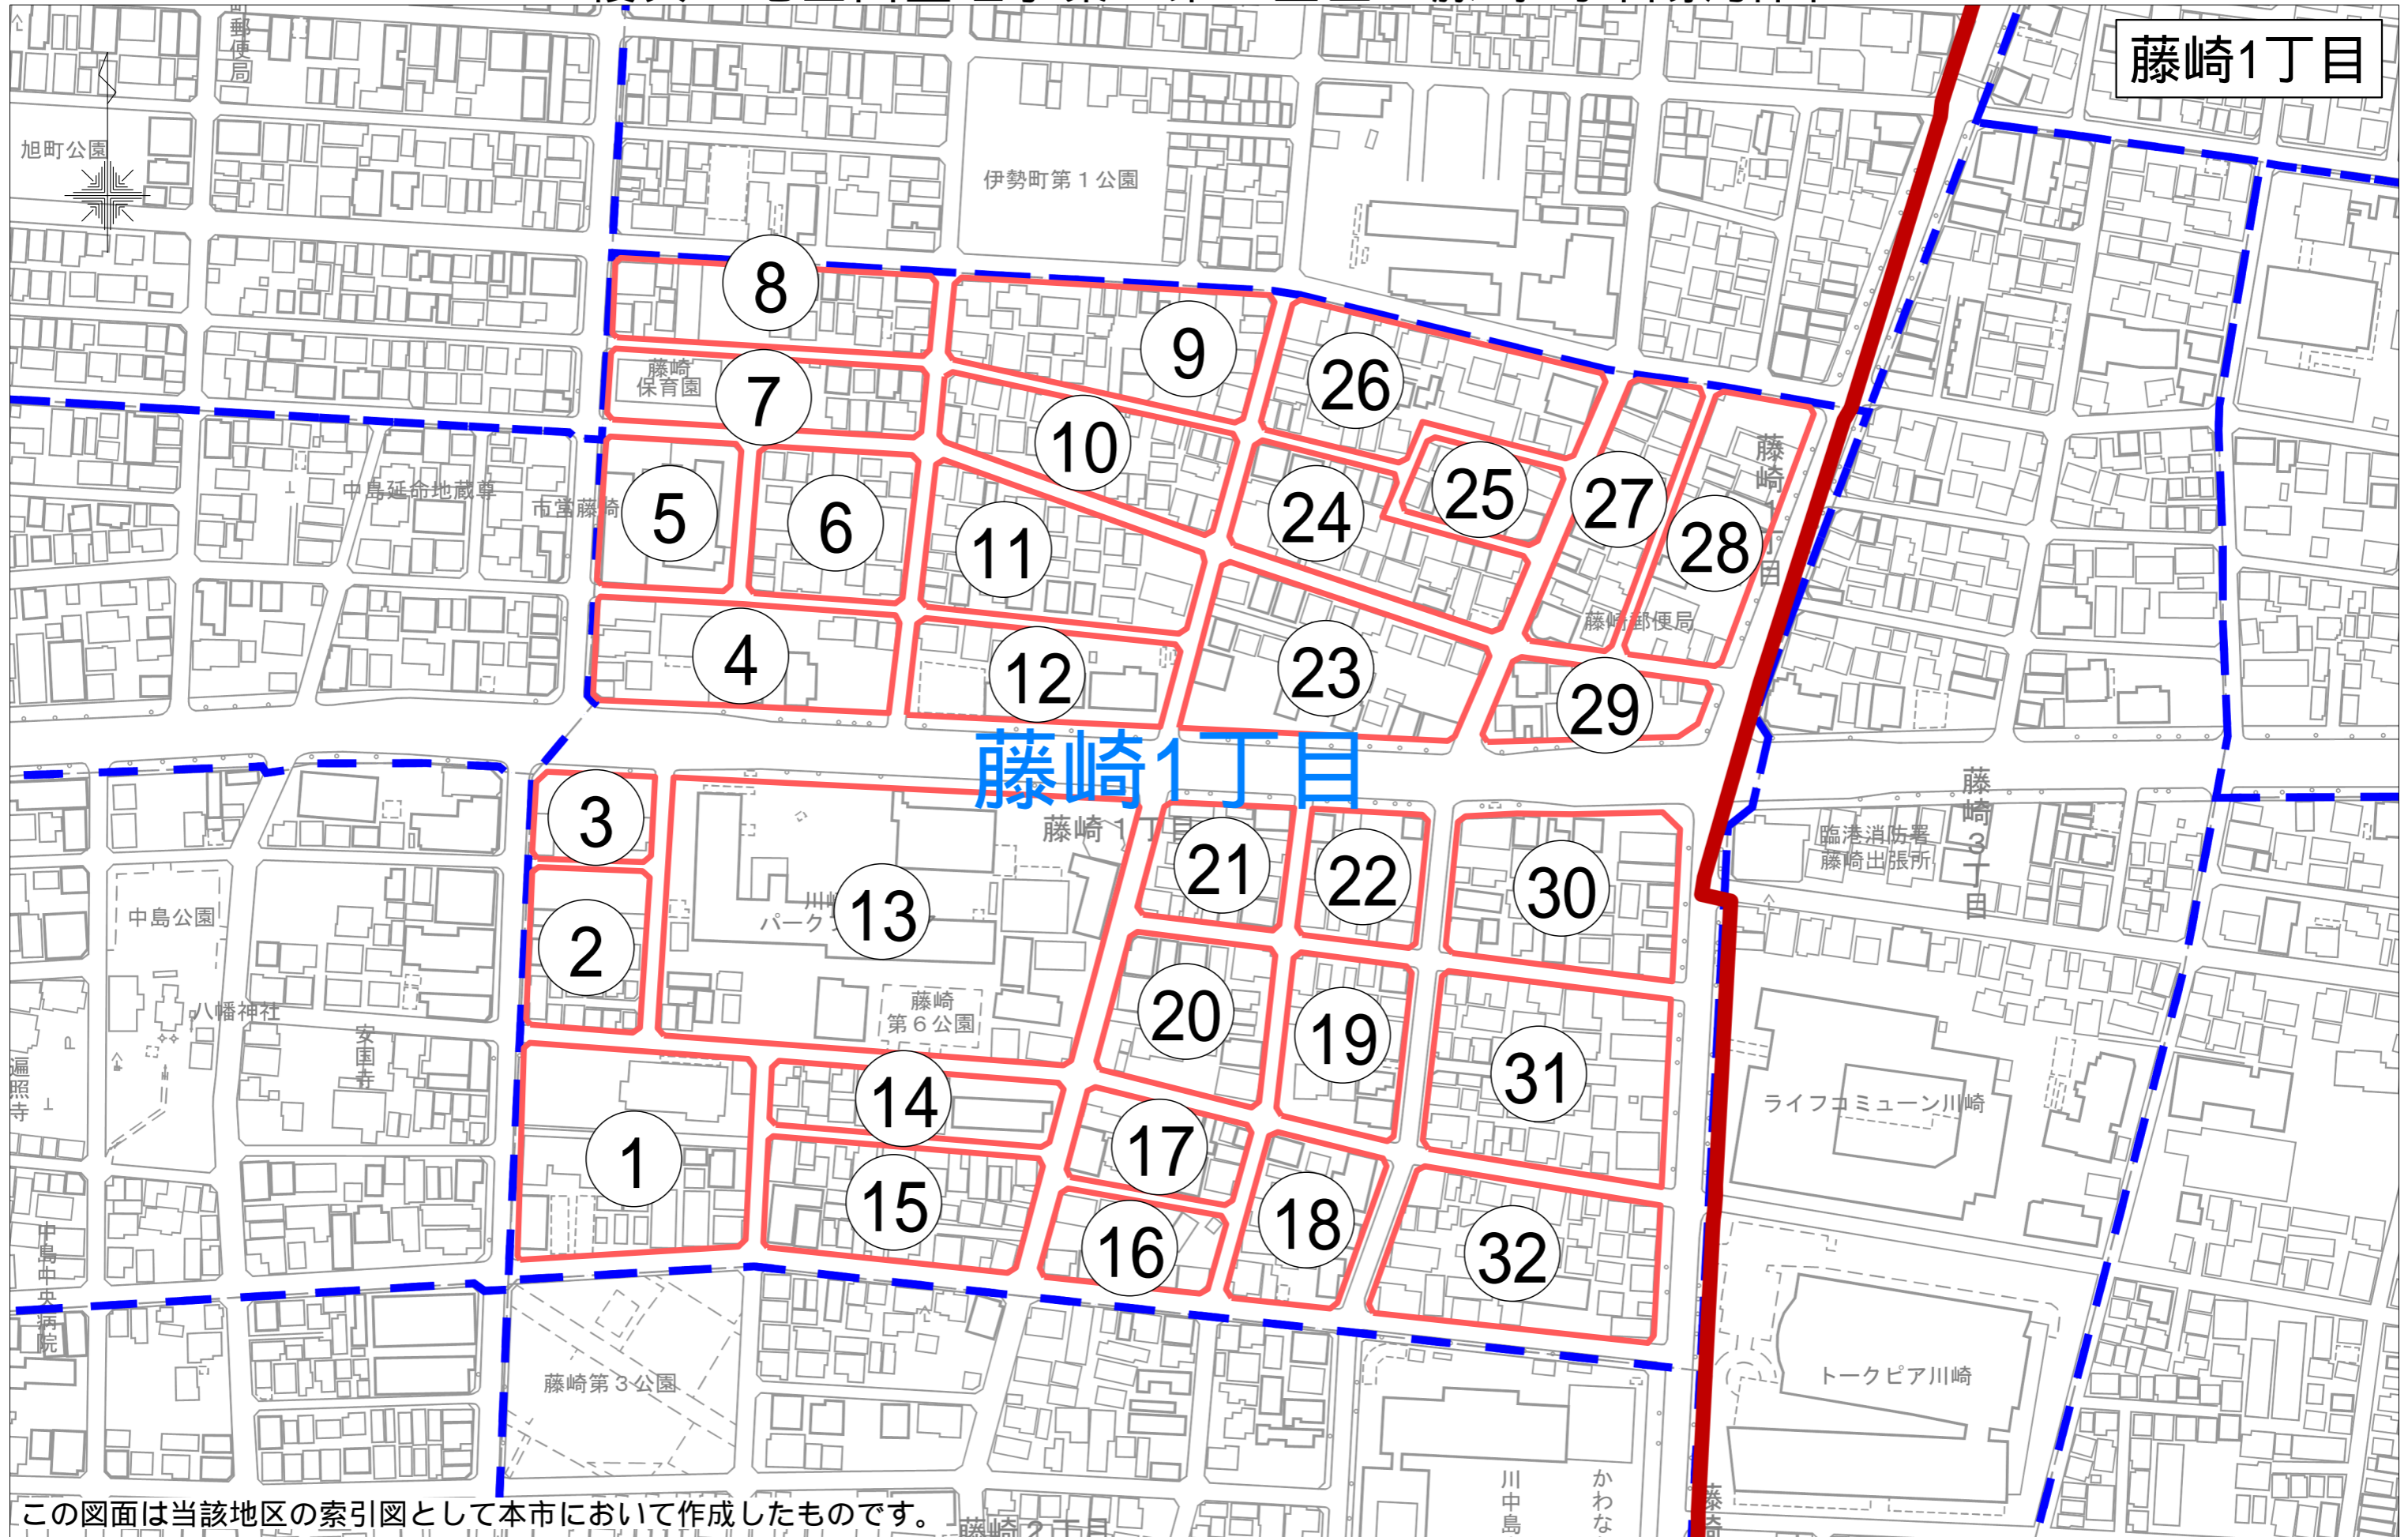 藤崎1丁目
郵便局
旭町公園
伊勢町第1公園
8
9
藤崎
保育園
7
26
10
藤崎1丁目
中島延命地蔵尊
市営藤崎
5
6
11
24
25
27
28
藤崎郵便局
4
12
23
29
藤崎1丁目
3
藤崎1丁目
21
22
30
藤崎3丁目
臨港消防署
藤崎出張所
中島公園
2
13
パーク
八幡神社
安国寺
遍照寺
藤崎
第6公園
20
19
31
ライフコミューン川崎
14
1
15
17
16
18
32
中島中央病院
藤崎第3公園
トークピア川崎
川中島
かわな
藤崎
この図面は当該地区の索引図として本市において作成したものです。
藤崎2丁目